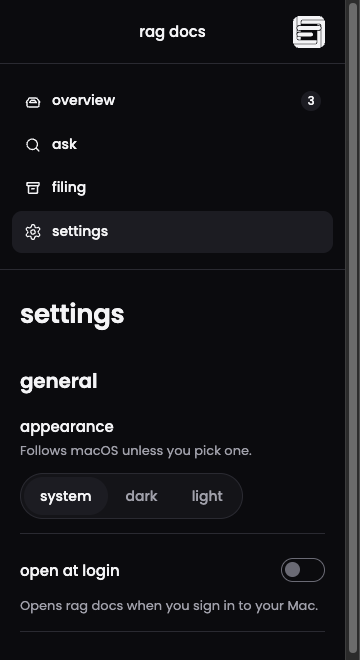 rag docs
overview
3
ask
filing
settings
settings
general
appearance
Follows macOS unless you pick one.
system dark light
open at login
Opens rag docs when you sign in to your Mac.